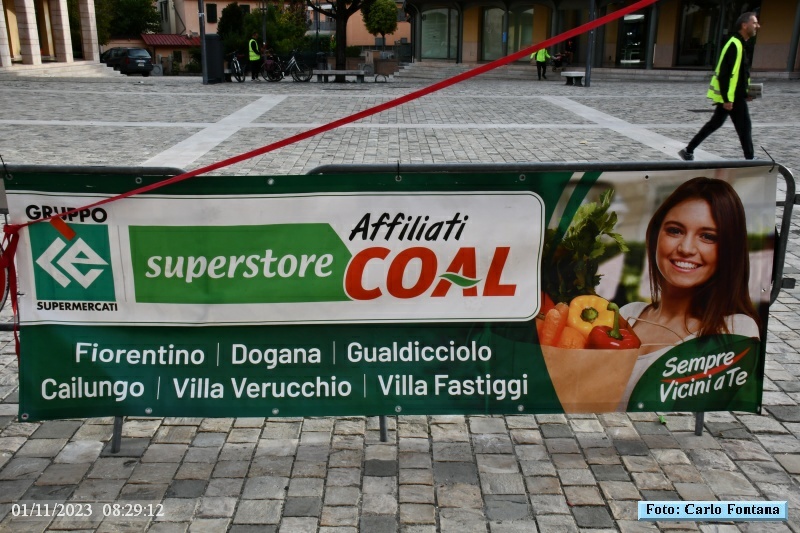 GRUPPO
SUPERMERCATI
superstore
Affiliati
COAL
Fiorentino | Dogana | Gualdicciolo
Cailungo | Villa Verucchio | Villa Fastiggi
Sempre
Vicini a Te
01/11/2023 08:29:12
Foto: Carlo Fontana